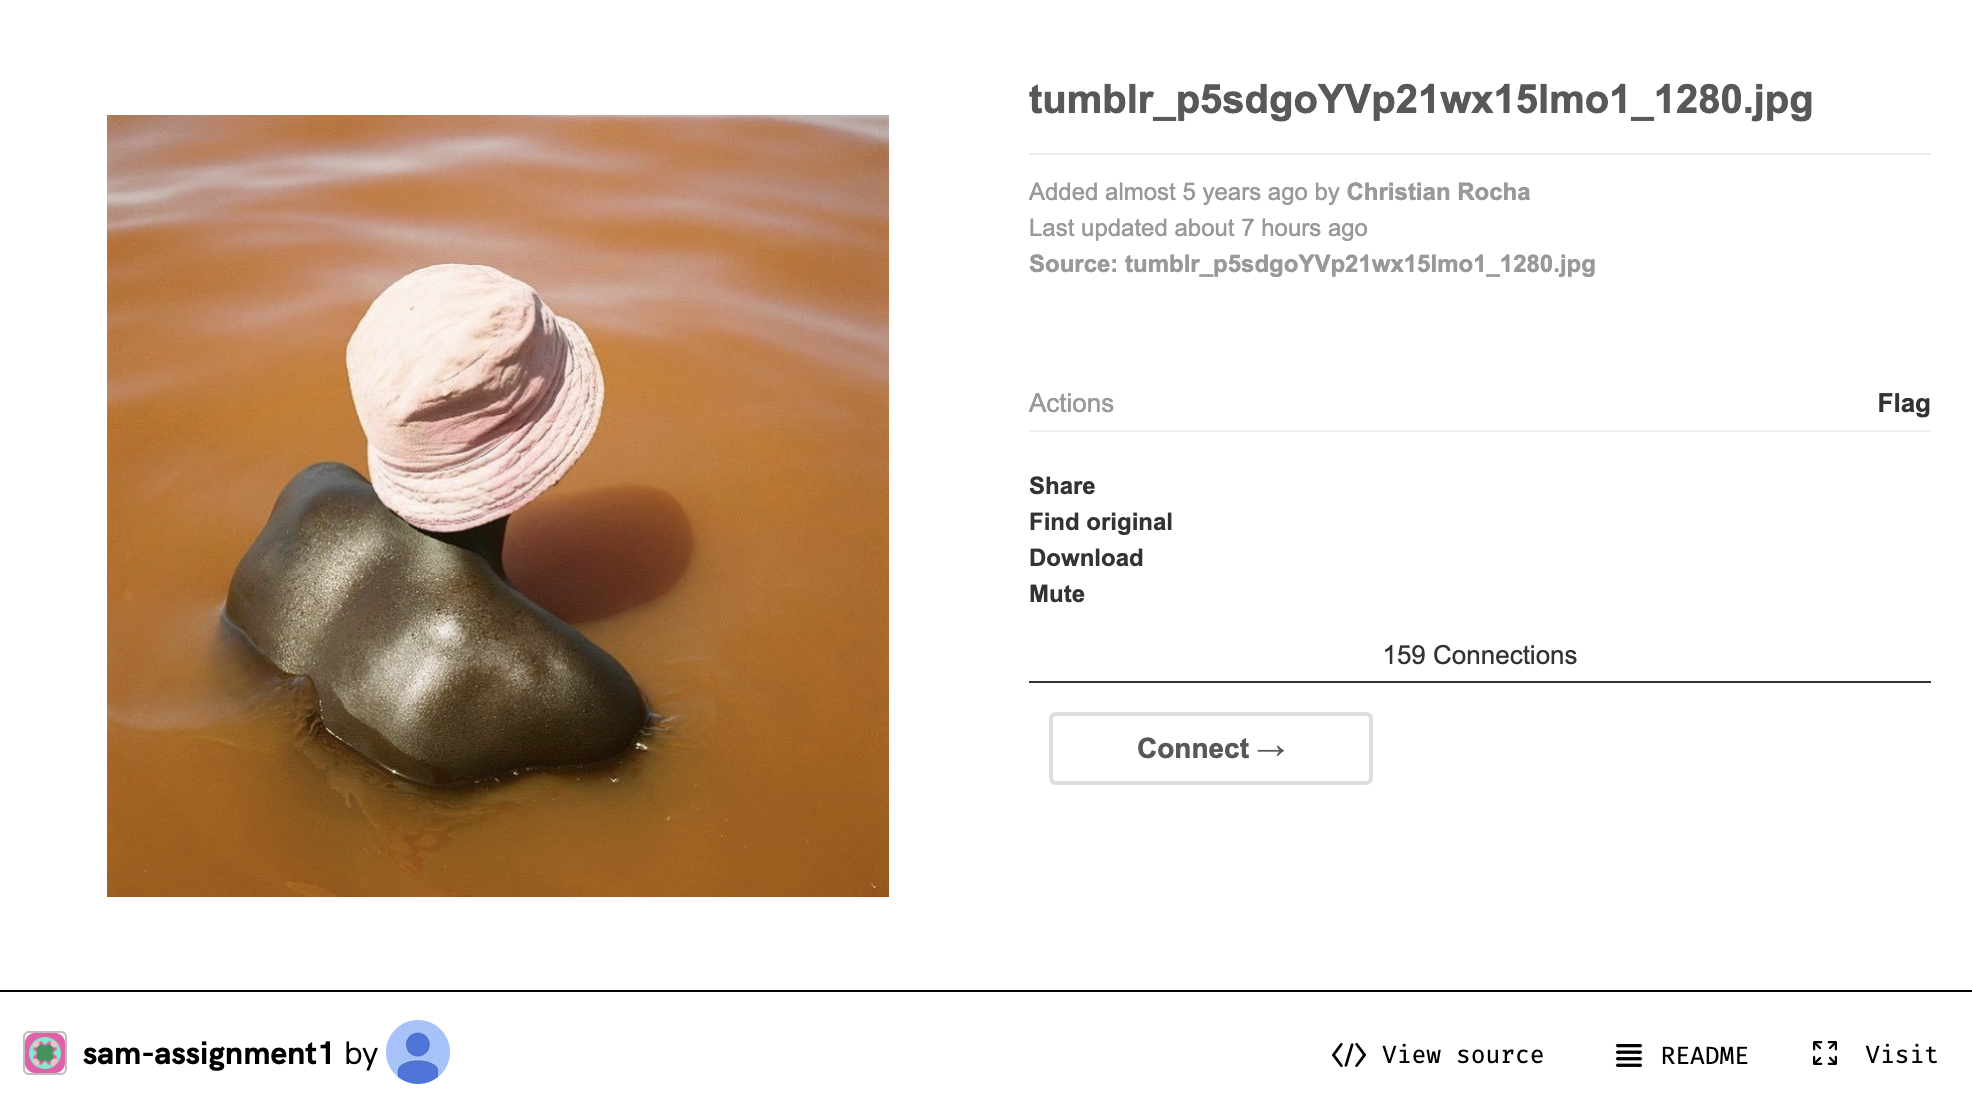 tumblr_p5sdgoYVp21wx15lmo1_1280.jpg
Added almost 5 years ago by Christian Rocha
Last updated about 7 hours ago
Source: tumblr_p5sdgoYVp21wx15lmo1_1280.jpg
Actions
Flag
Share
Find original
Download
Mute
159 Connections
Connect →
sam-assignment1 by
</> View source
README
Visit